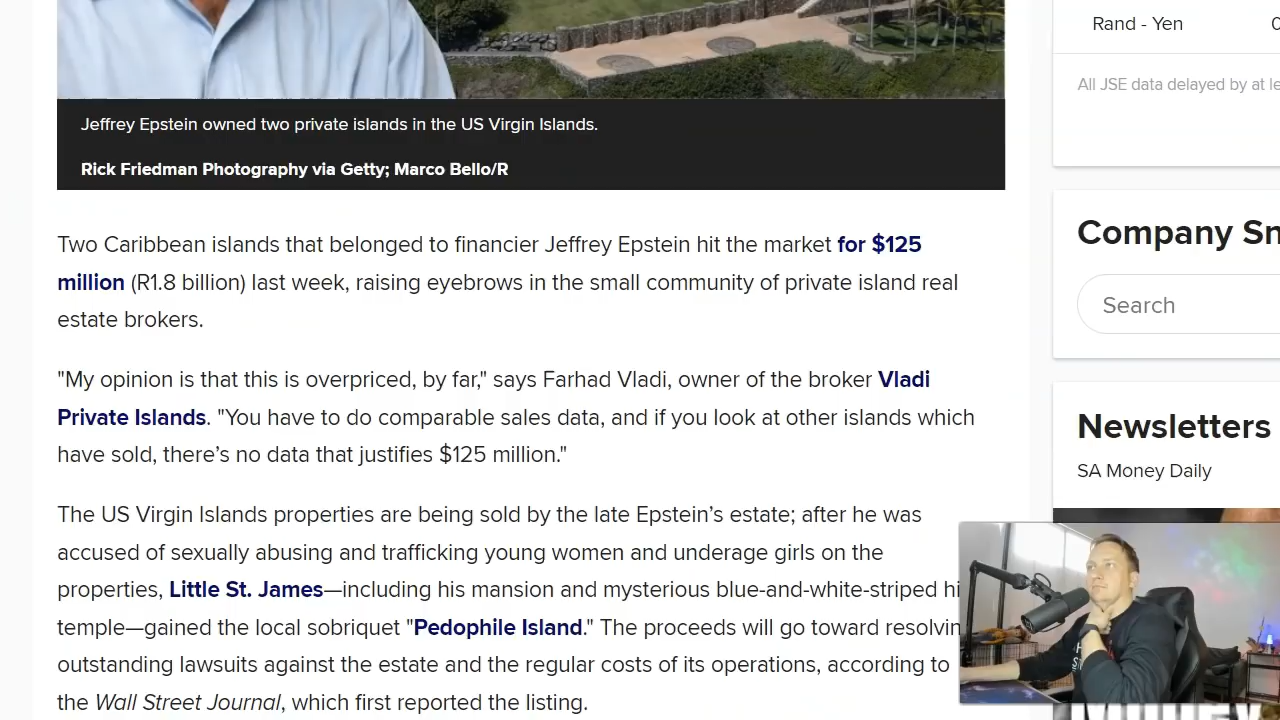 Jeffrey Epstein owned two private islands in the US Virgin Islands.
Rick Friedman Photography via Getty; Marco Bello/R
Two Caribbean islands that belonged to financier Jeffrey Epstein hit the market for $125
million (R1.8 billion) last week, raising eyebrows in the small community of private island real
estate brokers.
"My opinion is that this is overpriced, by far," says Farhad Vladi, owner of the broker Vladi
Private Islands. "You have to do comparable sales data, and if you look at other islands which
have sold, there’s no data that justifies $125 million."
The US Virgin Islands properties are being sold by the late Epstein’s estate; after he was
accused of sexually abusing and trafficking young women and underage girls on the
properties, Little St. James—including his mansion and mysterious blue-and-white-striped hi
temple—gained the local sobriquet "Pedophile Island." The proceeds will go toward resolvin
outstanding lawsuits against the estate and the regular costs of its operations, according to
the Wall Street Journal, which first reported the listing.
Rand - Yen 0
All JSE data delayed by at le
Company Sn
Search
Newsletters
SA Money Daily